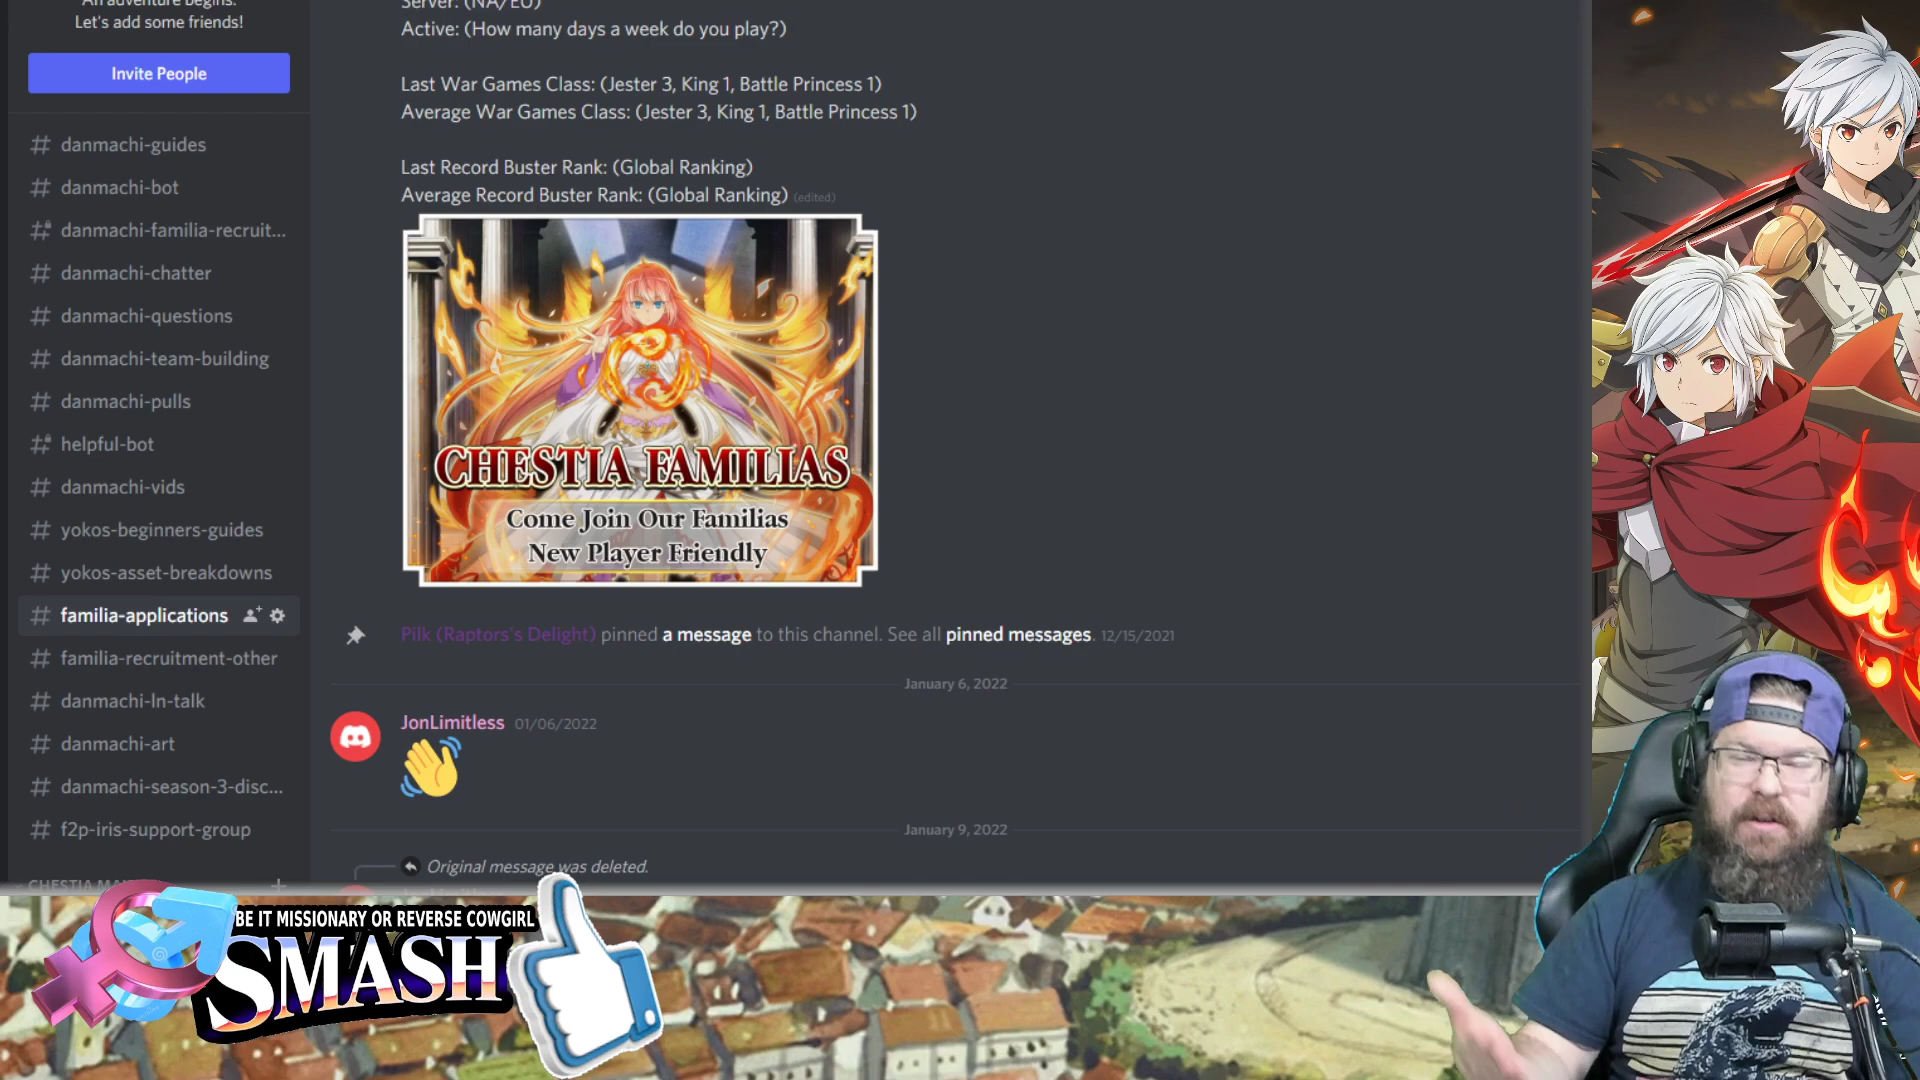 An adventure begins.
Let's add some friends!
Invite People
danmachi-guides
danmachi-bot
danmachi-familia-recruit...
danmachi-chatter
danmachi-questions
danmachi-team-building
danmachi-pulls
helpful-bot
danmachi-vids
yokos-beginners-guides
yokos-asset-breakdowns
familia-applications
familia-recruitment-other
danmachi-ln-talk
danmachi-art
danmachi-season-3-disc...
f2p-iris-support-group
Server: (NA/EU)
Active: (How many days a week do you play?)
Last War Games Class: (Jester 3, King 1, Battle Princess 1)
Average War Games Class: (Jester 3, King 1, Battle Princess 1)
Last Record Buster Rank: (Global Ranking)
Average Record Buster Rank: (Global Ranking) (edited)
CHESTIA FAMILIAS
Come Join Our Familias
New Player Friendly
Pilk (Raptors's Delight) pinned a message to this channel. See all pinned messages. 12/15/2021
January 6, 2022
JonLimitless 01/06/2022
January 9, 2022
Original message was deleted.
BE IT MISSIONARY OR REVERSE COWGIRL
SMASH